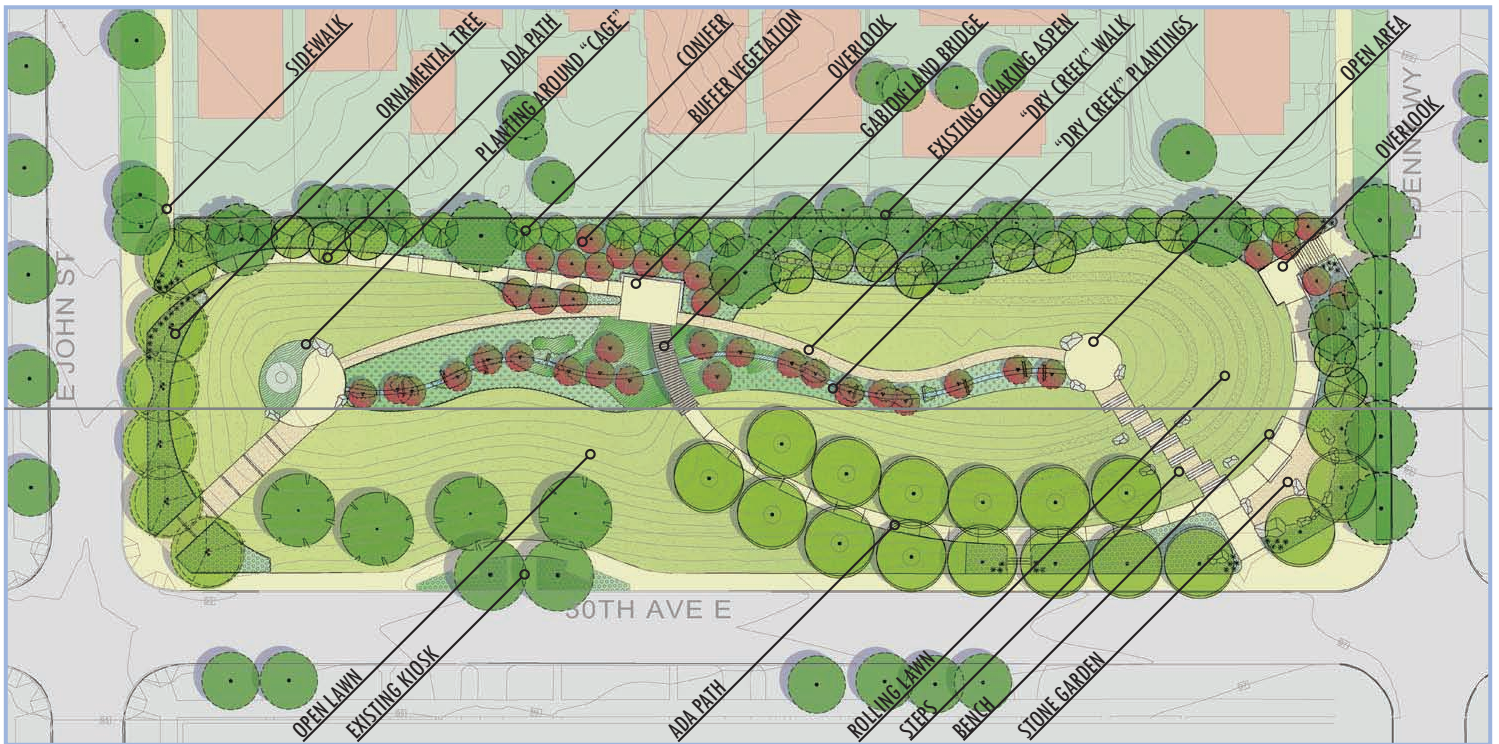 SIDEWALK
ORNAMENTAL TREE
ADA PATH
PLANTING AROUND “CAGE”
CONIFER
BUFFER VEGETATION
OVERLOOK
GABION LAND BRIDGE
EXISTING QUAKING ASPEN
“DRY CREEK” WALK
“DRY CREEK” PLANTINGS
OPEN AREA
OVERLOOK
E JOHN ST
E DENNY WY
30TH AVE E
OPEN LAWN
EXISTING KIOSK
ADA PATH
ROLLING LAWN
STEPS
BENCH
STONE GARDEN